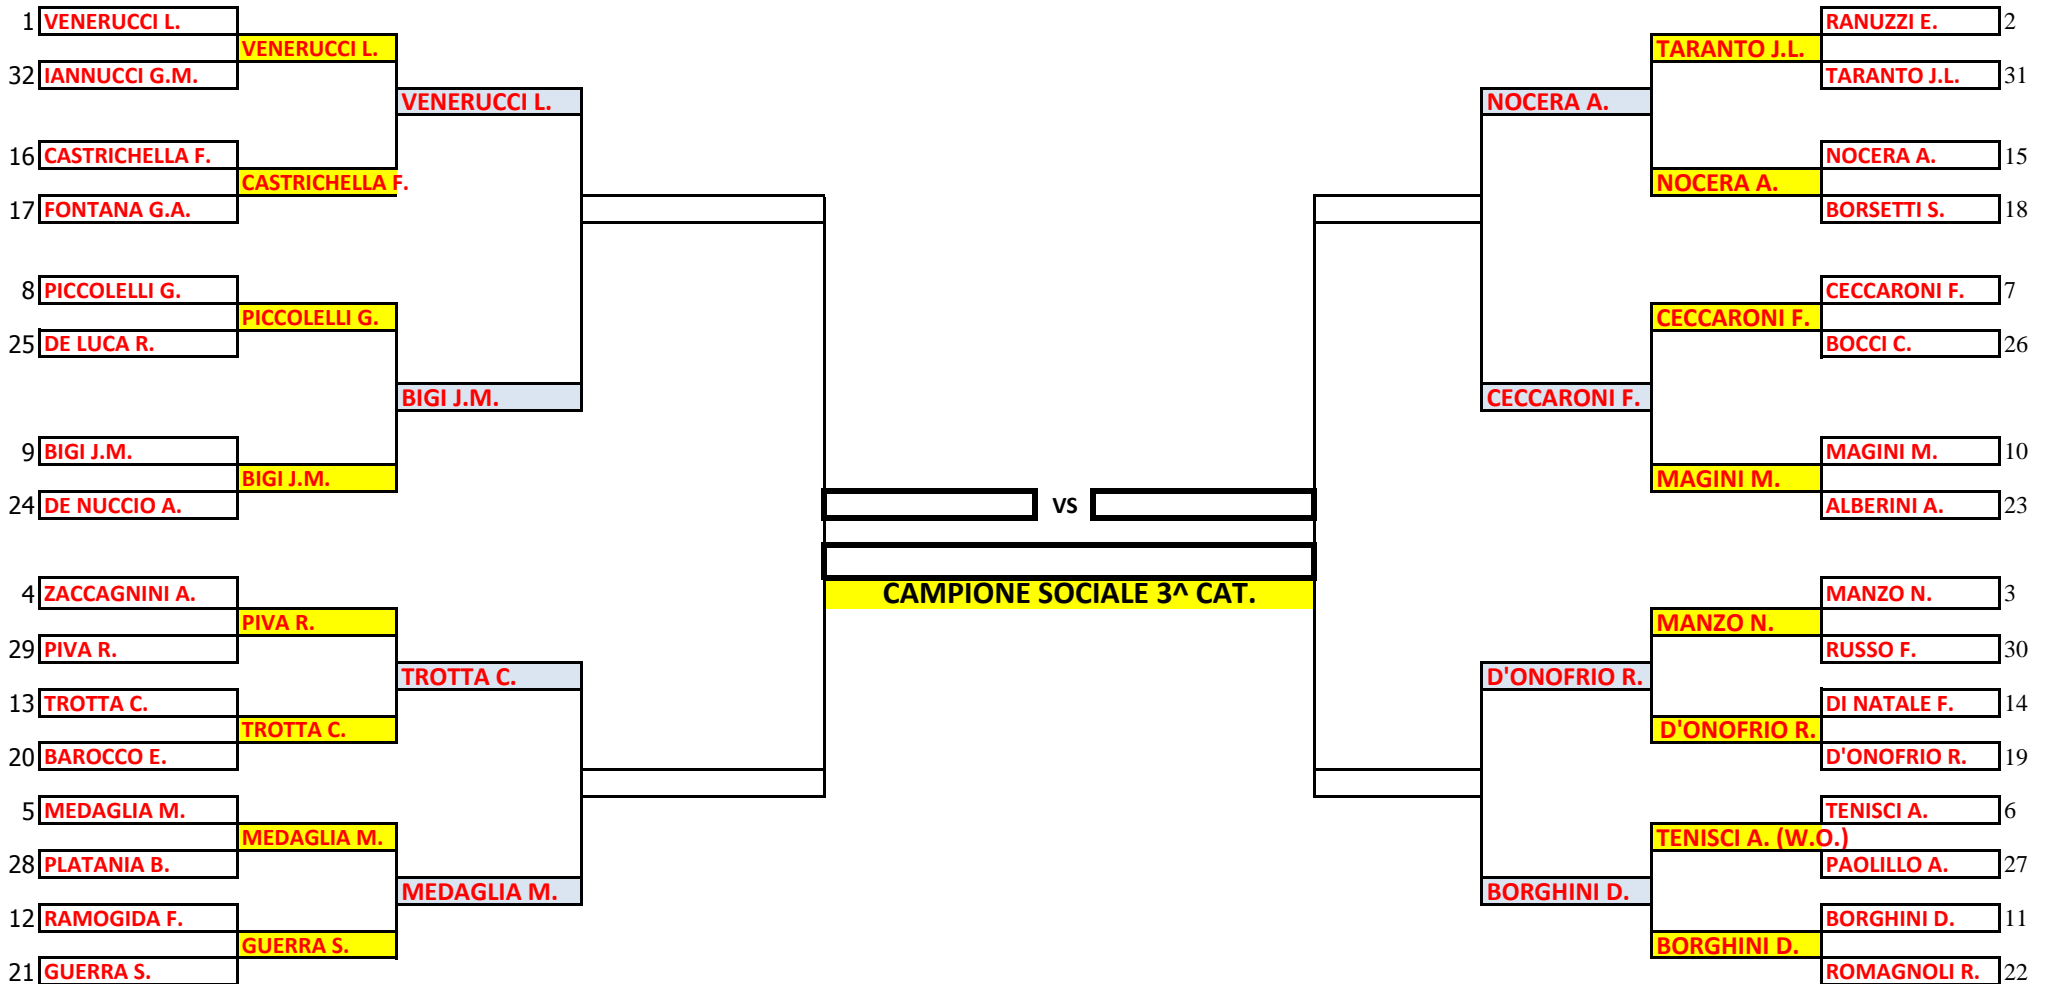 1 VENERUCCI L.
VENERUCCI L.
32 IANNUCCI G.M.
VENERUCCI L.
16 CASTRICHELLA F.
CASTRICHELLA F.
17 FONTANA G.A.
8 PICCOLELLI G.
PICCOLELLI G.
25 DE LUCA R.
BIGI J.M.
9 BIGI J.M.
BIGI J.M.
24 DE NUCCIO A.
4 ZACCAGNINI A.
PIVA R.
29 PIVA R.
TROTTA C.
13 TROTTA C.
TROTTA C.
20 BAROCCO E.
5 MEDAGLIA M.
MEDAGLIA M.
28 PLATANIA B.
MEDAGLIA M.
12 RAMOGIDA F.
GUERRA S.
21 GUERRA S.
VS
CAMPIONE SOCIALE 3^ CAT.
RANUZZI E. 2
TARANTO J.L.
TARANTO J.L. 31
NOCERA A.
NOCERA A. 15
NOCERA A.
BORSETTI S. 18
CECCARONI F. 7
CECCARONI F.
BOCCI C. 26
CECCARONI F.
MAGINI M. 10
MAGINI M.
ALBERINI A. 23
MANZO N. 3
MANZO N.
RUSSO F. 30
D'ONOFRIO R.
DI NATALE F. 14
D'ONOFRIO R.
D'ONOFRIO R. 19
TENISCI A. 6
TENISCI A. (W.O.)
PAOLILLO A. 27
BORGHINI D.
BORGHINI D. 11
BORGHINI D.
ROMAGNOLI R. 22